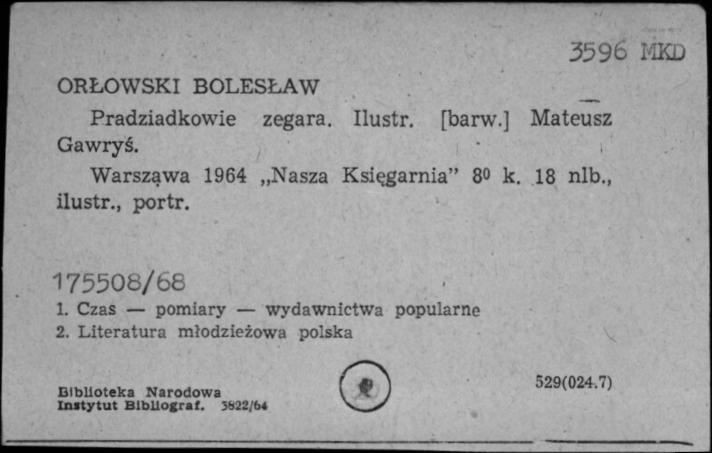 3596 MKD
ORŁOWSKI BOLESŁAW
Pradziadkowie zegara. Ilustr. [barw.] Mateusz
Gawryś.
Warszawa 1964 „Nasza Księgarnia” 8⁰ k. 18 nlb.,
ilustr., portr.
175508/68
1. Czas — pomiary — wydawnictwa popularne
2. Literatura młodzieżowa polska
529(024.7)
Biblioteka Narodowa
Instytut Bibliograf. 3822/64